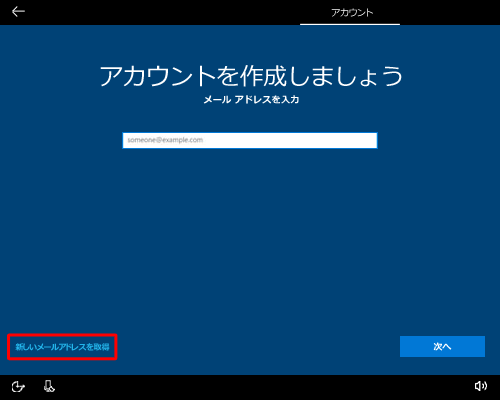 アカウント
アカウントを作成しましょう
メール アドレスを入力
someone@example.com
新しいメールアドレスを取得
次へ